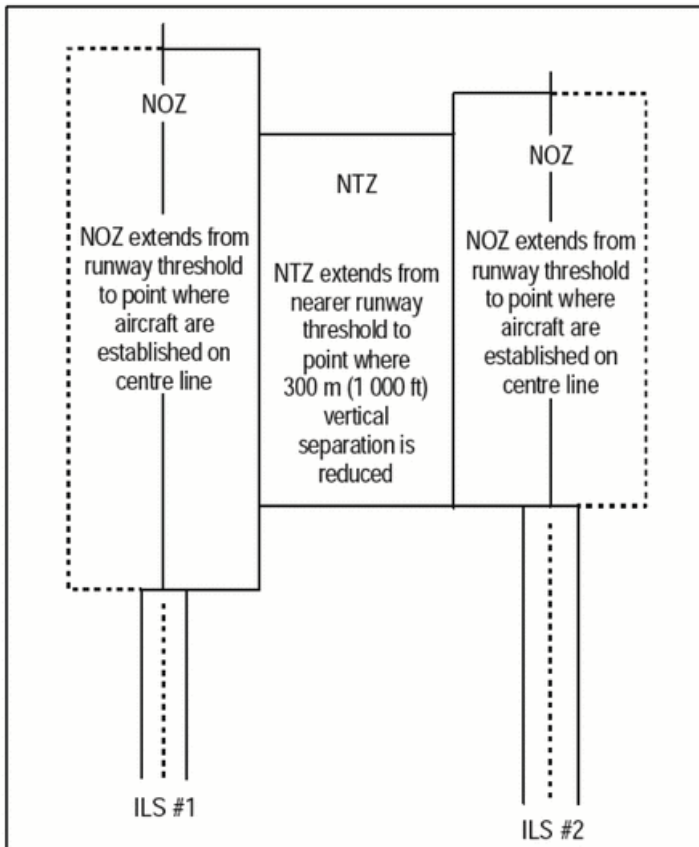 NOZ
NOZ extends from
runway threshold
to point where
aircraft are
established on
centre line
NTZ
NTZ extends from
nearer runway
threshold to
point where
300 m (1 000 ft)
vertical
separation is
reduced
NOZ
NOZ extends from
runway threshold
to point where
aircraft are
established on
centre line
ILS #1
ILS #2